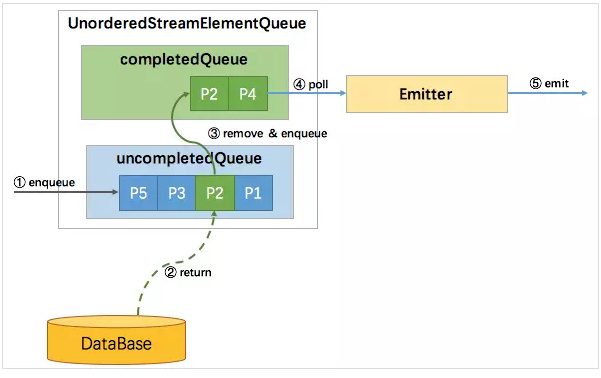 UnorderedStreamElementQueue
completedQueue
P2 P4
④ poll
Emitter
⑤ emit
③ remove & enqueue
uncompletedQueue
① enqueue
P5 P3 P2 P1
② return
DataBase